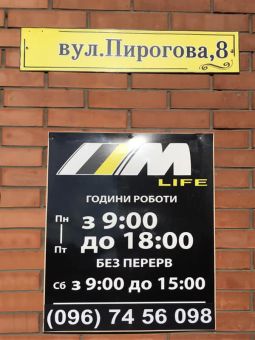 вул.Пирогова,8
M
LIFE
ГОДИНИ РОБОТИ
Пн з 9:00
Пт до 18:00
БЕЗ ПЕРЕРВ
Сб з 9:00 до 15:00
(096) 74 56 098